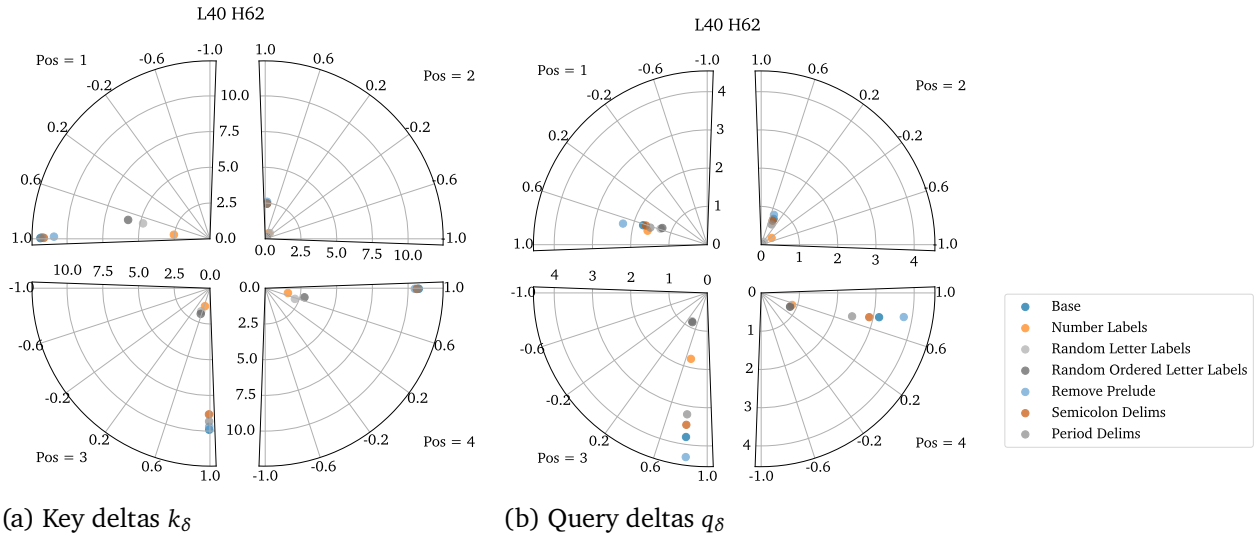 L40 H62
Pos = 1
-1.0
-0.6
-0.2
0.2
0.6
1.0
10.0
7.5
5.0
2.5
0.0
Pos = 2
1.0
0.6
0.2
-0.2
-0.6
-1.0
0.0 2.5 5.0 7.5 10.0
Pos = 3
10.0 7.5 5.0 2.5 0.0
-1.0
-0.6
-0.2
0.2
0.6
1.0
Pos = 4
0.0
2.5
5.0
7.5
10.0
1.0
0.6
0.2
-0.2
-0.6
-1.0
(a) Key deltas kδ
L40 H62
Pos = 1
-1.0
-0.6
-0.2
0.2
0.6
1.0
4
3
2
1
0
Pos = 2
1.0
0.6
0.2
-0.2
-0.6
-1.0
0 1 2 3 4
Pos = 3
4 3 2 1 0
-1.0
-0.6
-0.2
0.2
0.6
1.0
Pos = 4
0
1
2
3
4
1.0
0.6
0.2
-0.2
-0.6
-1.0
(b) Query deltas qδ
Base
Number Labels
Random Letter Labels
Random Ordered Letter Labels
Remove Prelude
Semicolon Delims
Period Delims